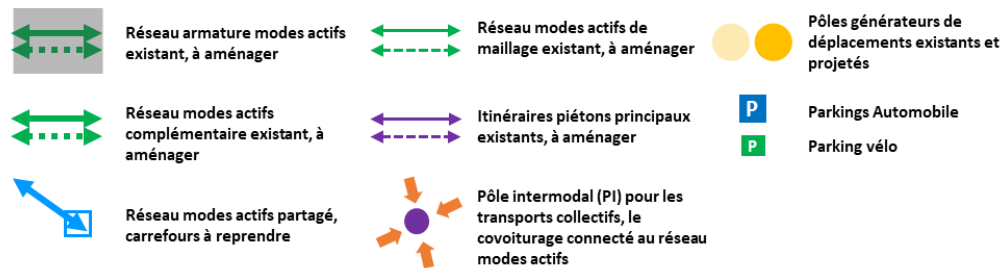 Réseau armature modes actifs
existant, à aménager
Réseau modes actifs
complémentaire existant, à
aménager
Réseau modes actifs partagé,
carrefours à reprendre
Réseau modes actifs de
maillage existant, à aménager
Itinéraires piéton principaux
existants, à aménager
Pôle intermodal (PI) pour les
transports collectifs, le
covoiturage connecté au réseau
modes actifs
Pôles générateurs de
déplacements existants et
projetés
P
Parkings Automobile
P
Parking vélo